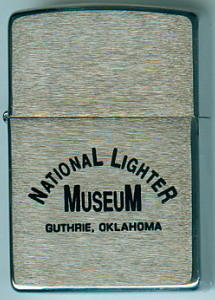 NATIONAL LIGHTER
MUSEUM
GUTHRIE, OKLAHOMA